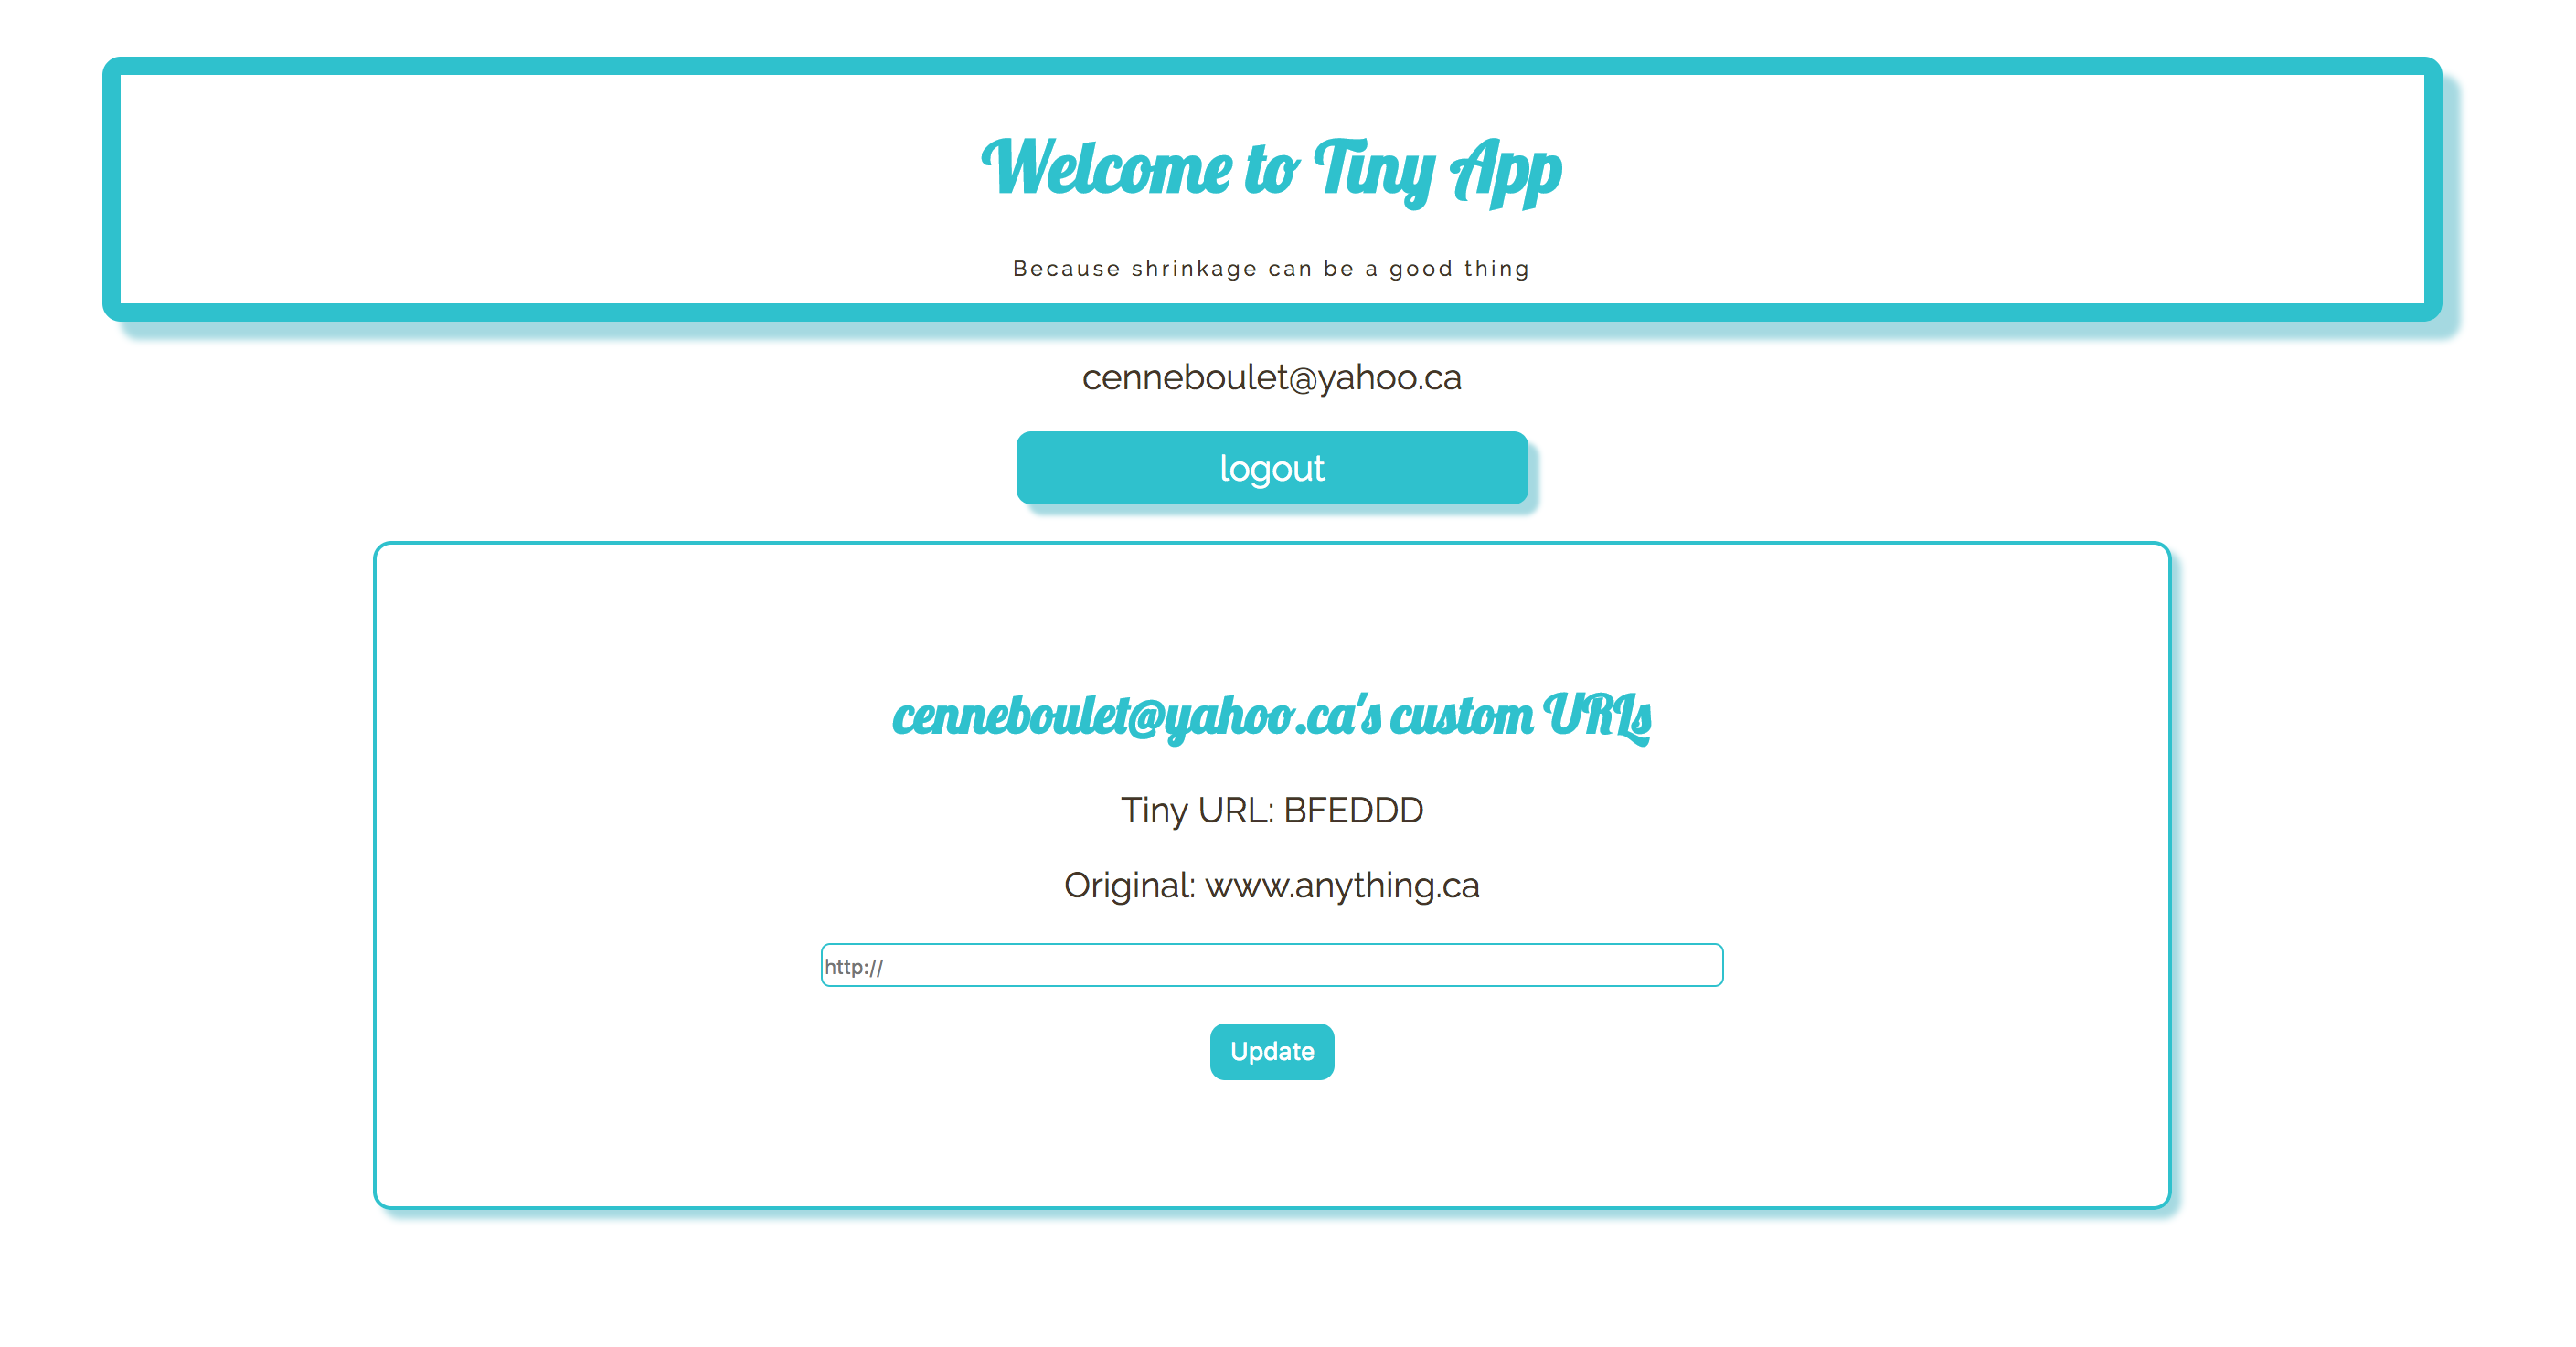 Welcome to Tiny App
Because shrinkage can be a good thing
cenneboulet@yahoo.ca
logout
cenneboulet@yahoo.ca's custom URLs
Tiny URL: BFEDDD
Original: www.anything.ca
http://
Update